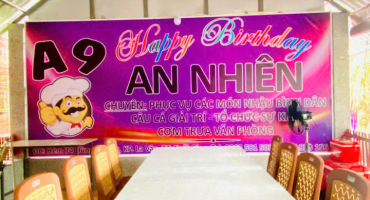 A9
Happy Birthday
AN NHIÊN
CHUYÊN: PHỤC VỤ CÁC MÓN NHẬU BÌNH DÂN
CÂU CÁ GIẢI TRÍ - TỔ CHỨC SỰ
CƠM TRƯA VĂN PHÒNG